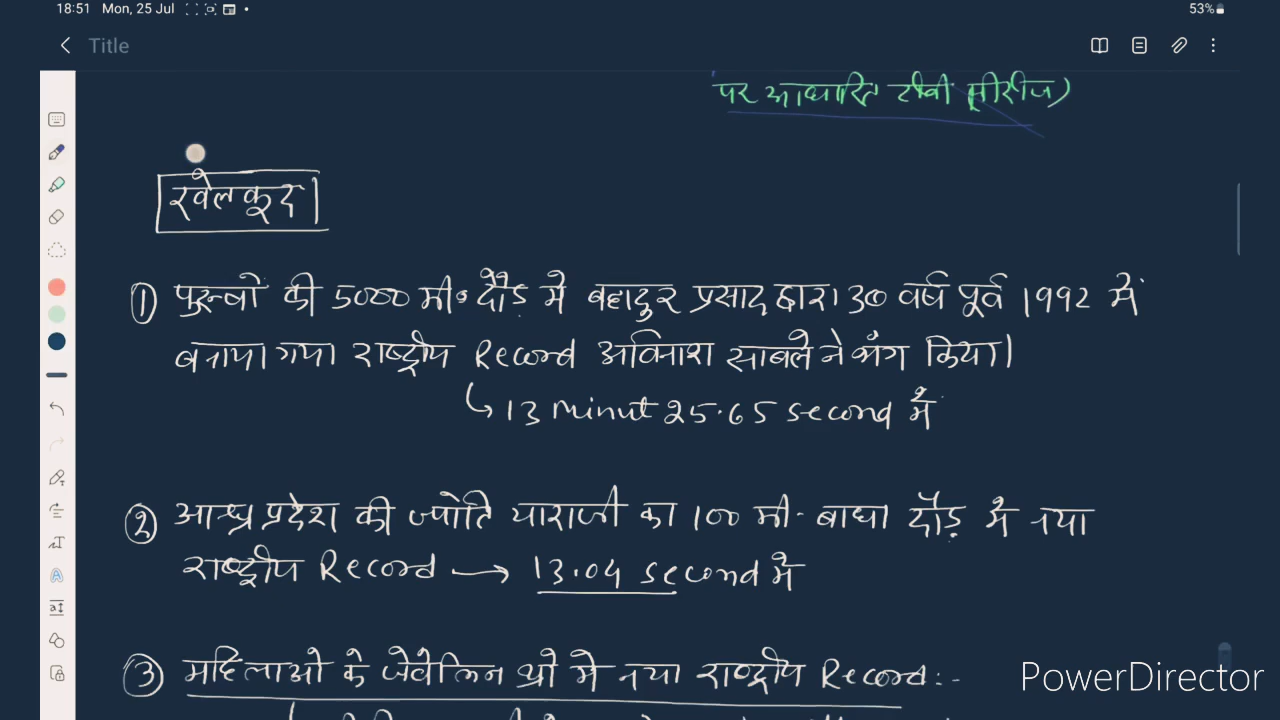 18:51 Mon, 25 Jul
53%
Title
पर आधारित टीवी सीरीज)
खेलकूद
① पुरुषों की 5000 मी. दौड़ में बहादुर प्रसाद द्वारा 30 वर्ष पूर्व 1992 में
बनाया गया राष्ट्रीय Record अविनाश साबले ने भंग किया।
↳ 13 minut 25.65 second में
② आन्ध्र प्रदेश की ज्योति याराजी का 100 मी. बाधा दौड़ में नया
राष्ट्रीय Record → 13.04 second में
③ महिलाओं के जेवेलिन थ्रो में नया राष्ट्रीय Record :-
PowerDirector